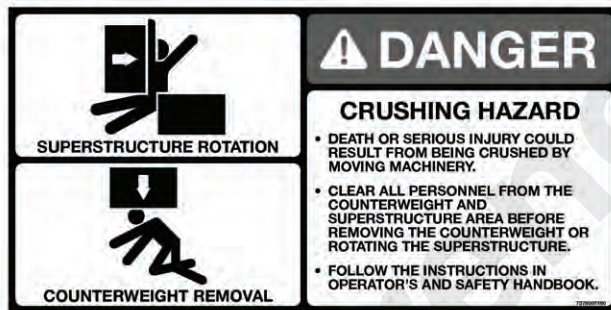 SUPERSTRUCTURE ROTATION
COUNTERWEIGHT REMOVAL
DANGER
CRUSHING HAZARD
• DEATH OR SERIOUS INJURY COULD
RESULT FROM BEING CRUSHED BY
MOVING MACHINERY.
• CLEAR ALL PERSONNEL FROM THE
COUNTERWEIGHT AND
SUPERSTRUCTURE AREA BEFORE
REMOVING THE COUNTERWEIGHT OR
ROTATING THE SUPERSTRUCTURE.
• FOLLOW THE INSTRUCTIONS IN
OPERATOR'S AND SAFETY HANDBOOK.